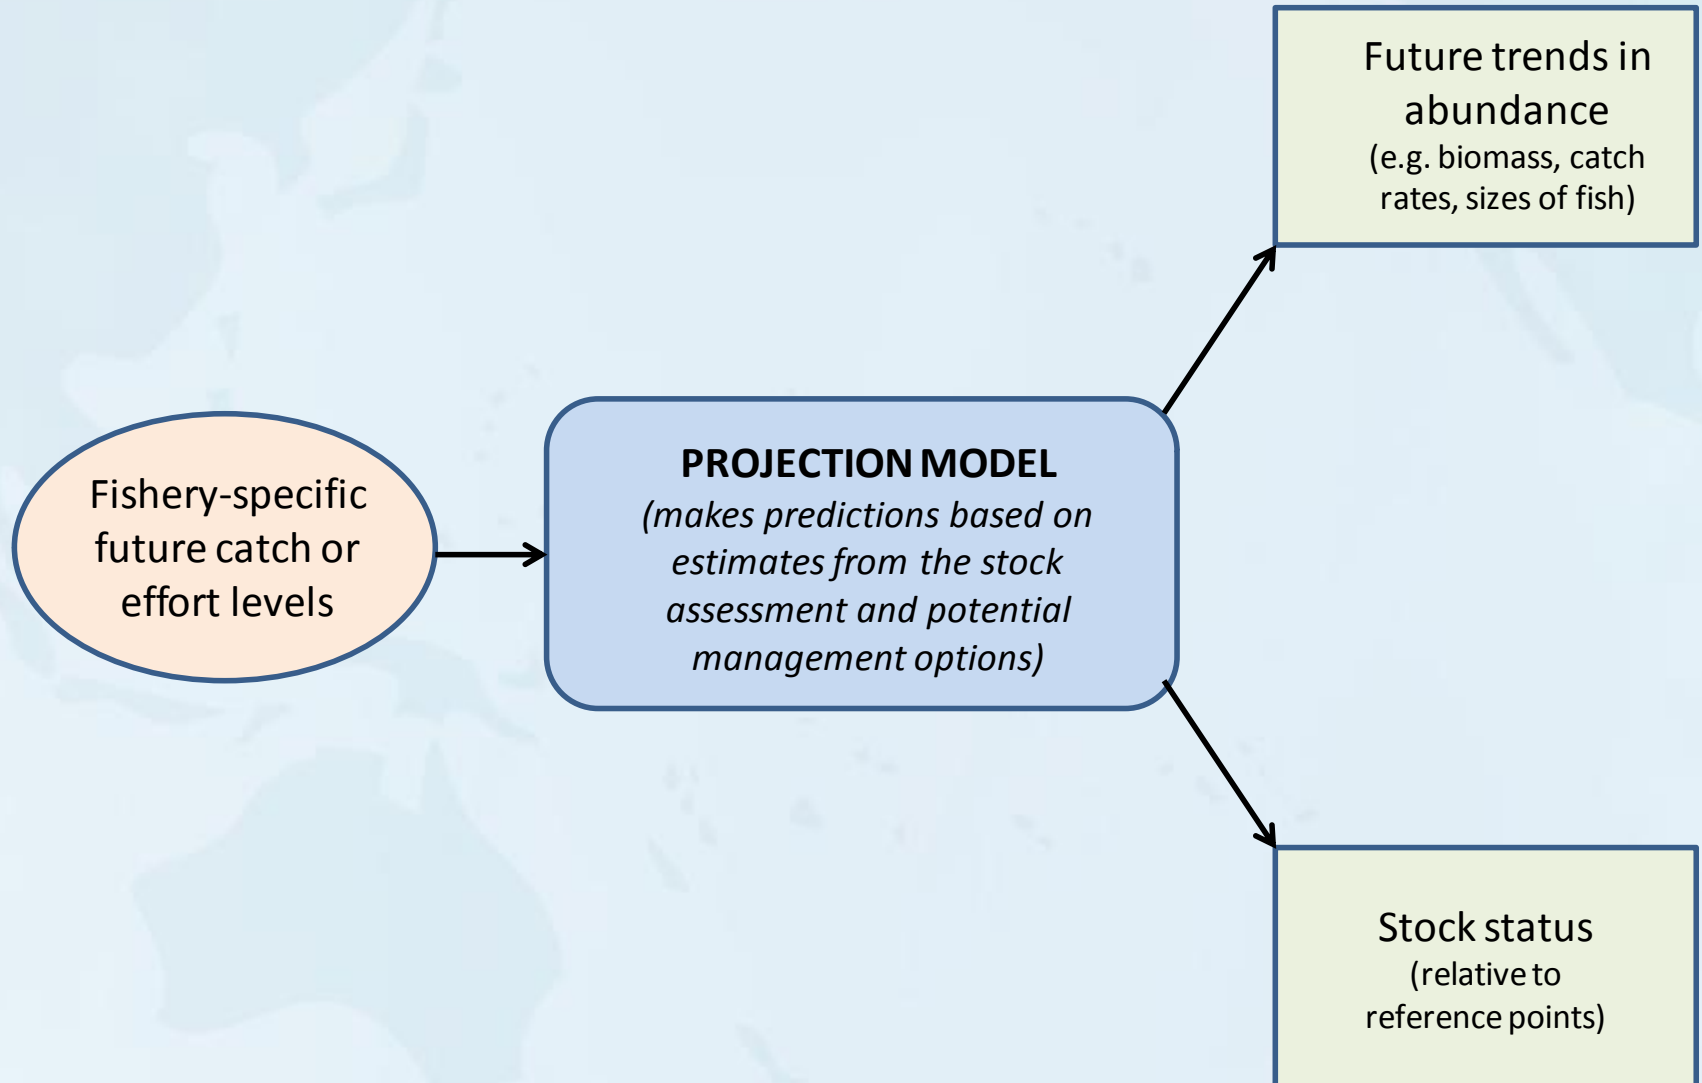 Future trends in
abundance
(e.g. biomass, catch
rates, sizes of fish)
Fishery-specific
future catch or
effort levels
PROJECTION MODEL
(makes predictions based on
estimates from the stock
assessment and potential
management options)
Stock status
(relative to
reference points)